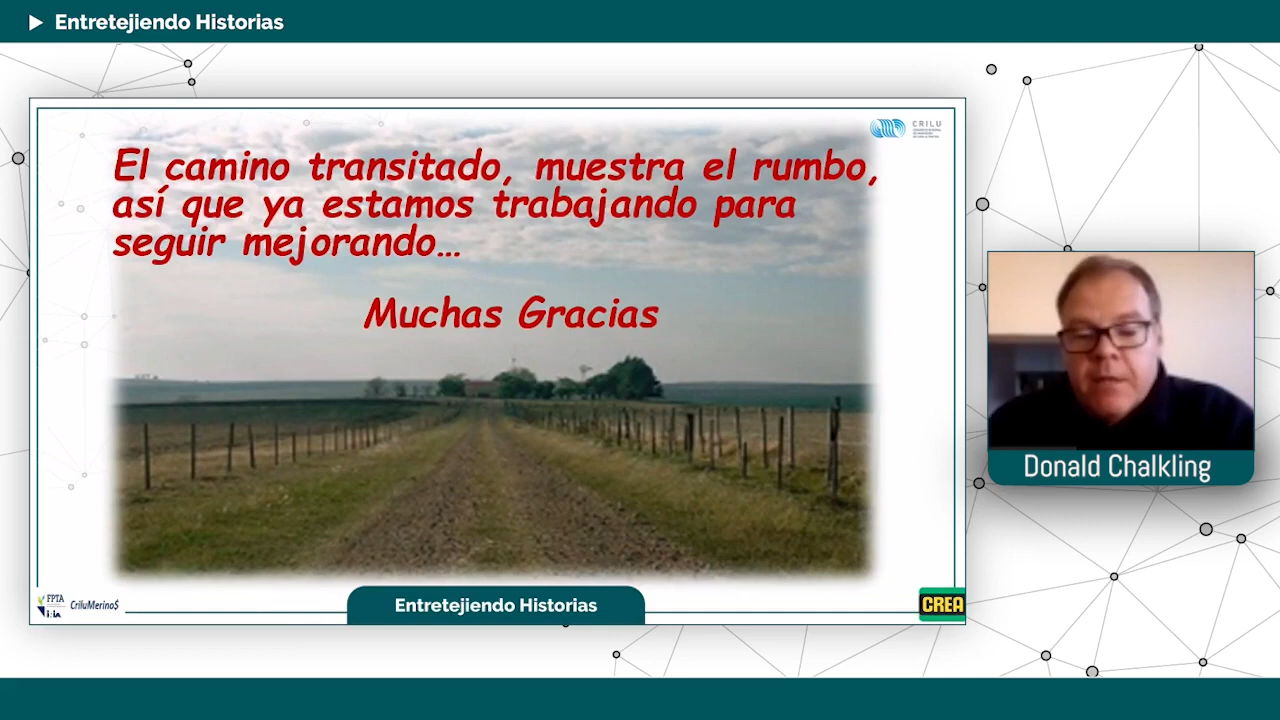 Entretejiendo Historias
CRILU
El camino transitado, muestra el rumbo,
así que ya estamos trabajando para
seguir mejorando...
Muchas Gracias
Donald Chalkling
FPTA
CriluMerino$
Entretejiendo Historias
CREA